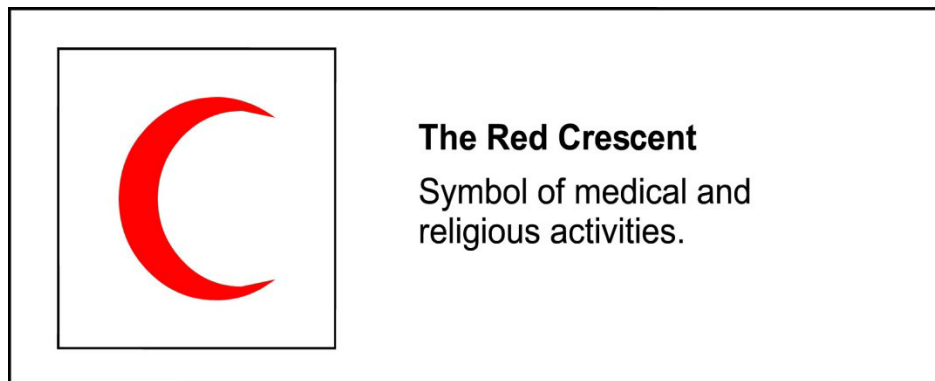 The Red Crescent
Symbol of medical and
religious activities.